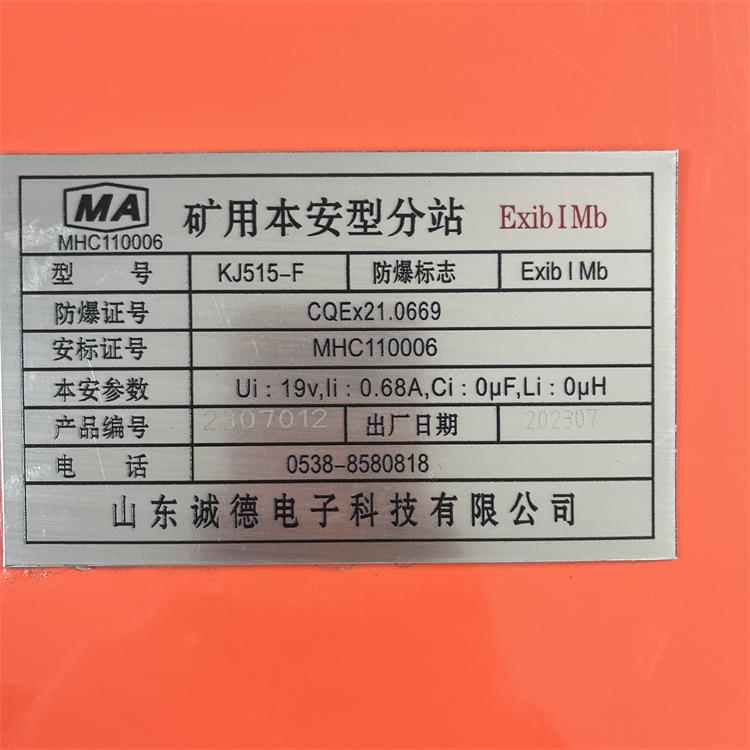 MA 矿用本安型分站 Exib I Mb
MHC110006
型 号 KJ515-F 防爆标志 Exib I Mb
防爆证号 CQEx21.0669
安标证号 MHC110006
本安参数 Ui：19v,Ii：0.68A,Ci：0μF,Li：0μH
产品编号 2307012 出厂日期 202307
电 话 0538-8580818
山东诚德电子科技有限公司